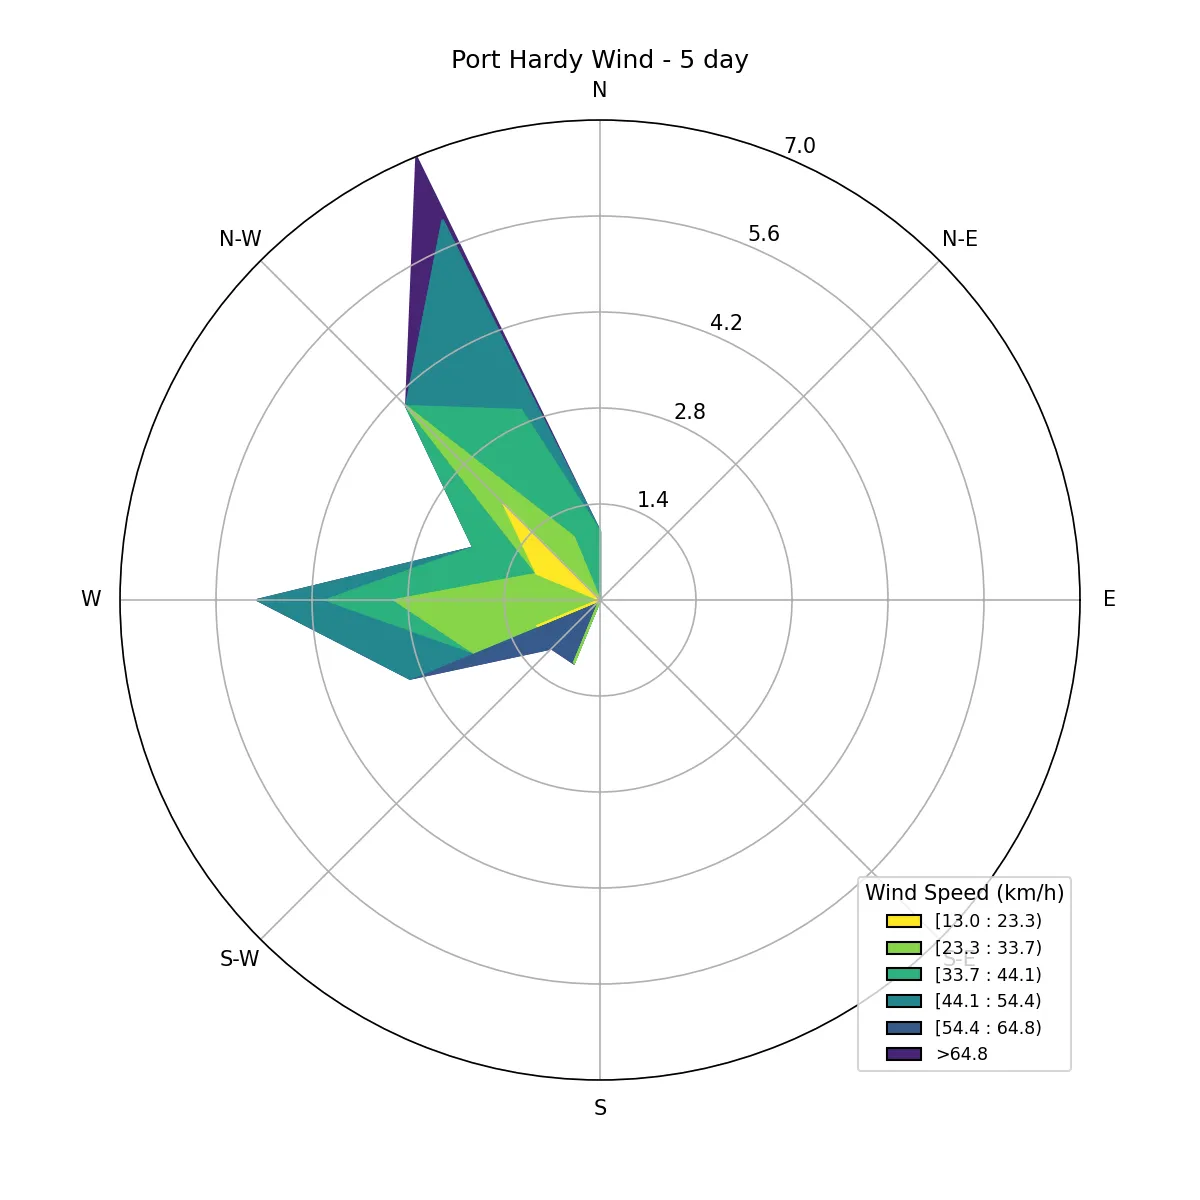 Port Hardy Wind - 5 day
N
7.0
N-W
5.6
N-E
4.2
2.8
1.4
W
E
Wind Speed (km/h)
[13.0 : 23.3)
[23.3 : 33.7)
S-W
S-E
[33.7 : 44.1)
[44.1 : 54.4)
[54.4 : 64.8)
>64.8
S